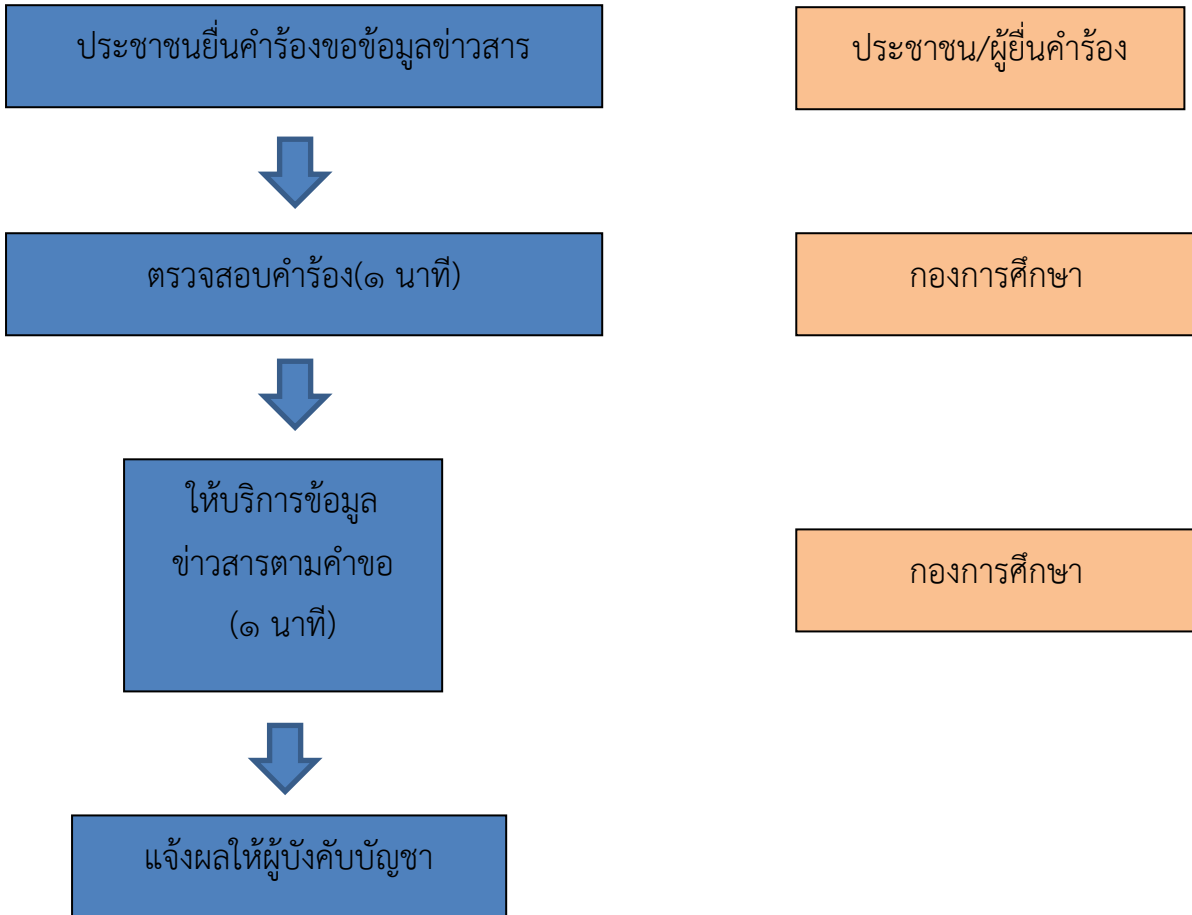 ประชาชนยื่นคำร้องขอข้อมูลข่าวสาร
ประชาชน/ผู้ยื่นคำร้อง
ตรวจสอบคำร้อง(๑ นาที)
กองการศึกษา
ให้บริการข้อมูล
ข่าวสารตามคำขอ
(๑ นาที)
กองการศึกษา
แจ้งผลให้ผู้บังคับบัญชา